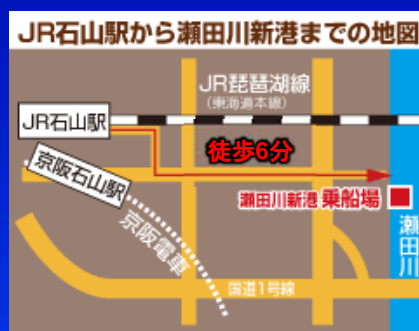 JR石山駅から瀬田川新港までの地図
JR琵琶湖線
（東海道本線）
JR石山駅
徒歩6分
京阪石山駅
瀬田川新港 乗船場
京阪電車
瀬田川
国道1号線